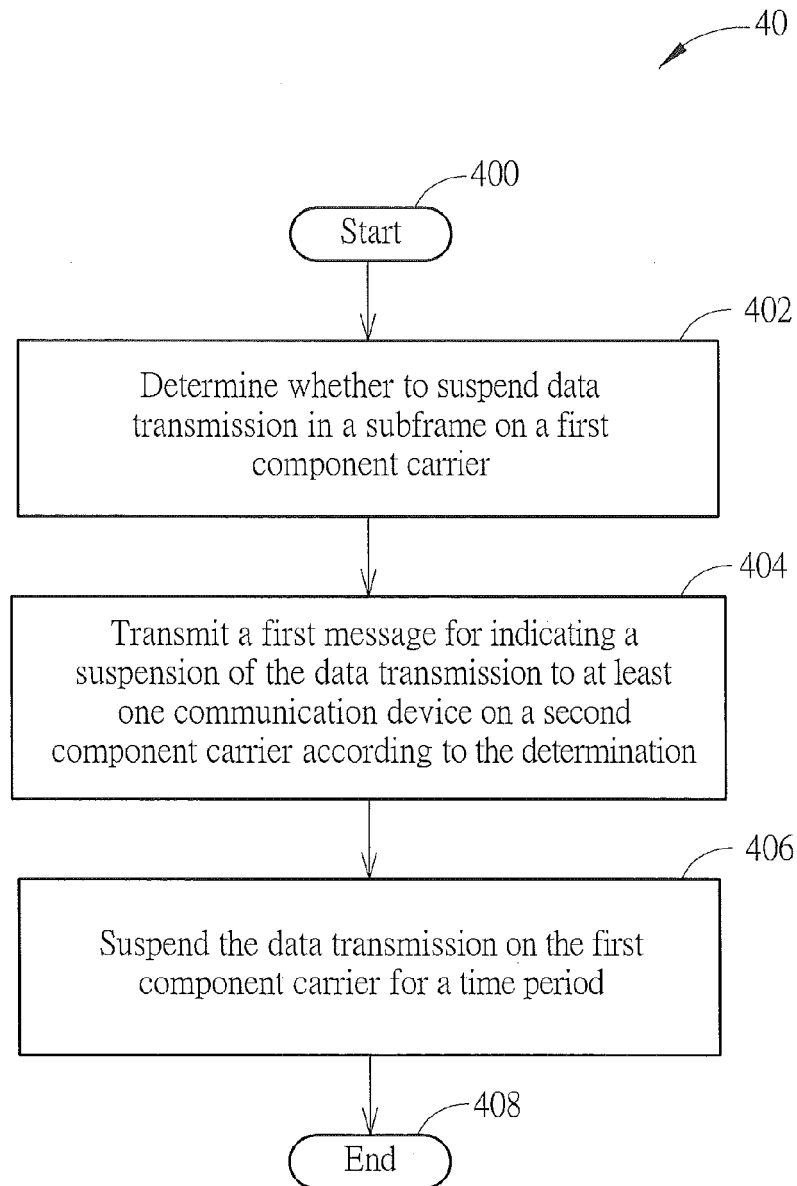 40
400
Start
402
Determine whether to suspend data
transmission in a subframe on a first
component carrier
404
Transmit a first message for indicating a
suspension of the data transmission to at least
one communication device on a second
component carrier according to the determination
406
Suspend the data transmission on the first
component carrier for a time period
408
End